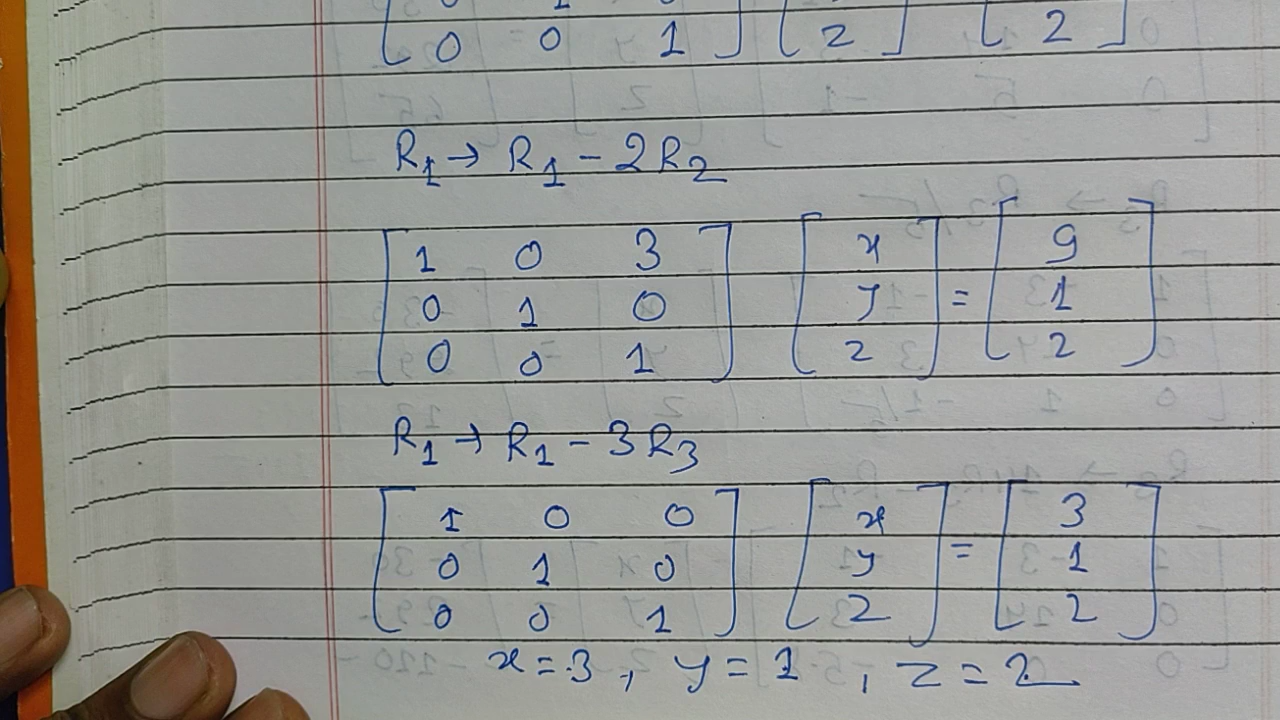 0 0 1 ] [ z ] [ 2 ]
R₁ → R₁ - 2R₂
[ 1 0 3 ] [ x ] [ 9 ]
[ 0 1 0 ] [ y ] = [ 1 ]
[ 0 0 1 ] [ z ] [ 2 ]
R₁ → R₁ - 3R₃
[ 1 0 0 ] [ x ] [ 3 ]
[ 0 1 0 ] [ y ] = [ 1 ]
[ 0 0 1 ] [ z ] [ 2 ]
x = 3 , y = 1 , z = 2